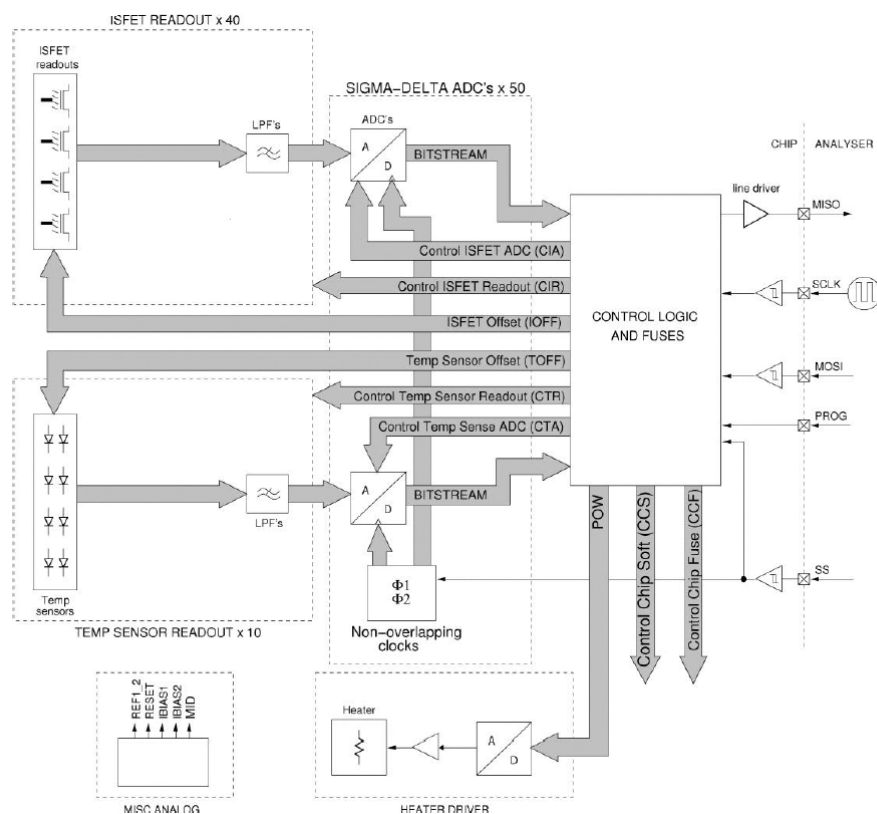 ISFET READOUT x 40
ISFET
readouts
LPF's
SIGMA-DELTA ADC's x 50
ADC's
A
D
BITSTREAM
CHIP
ANALYSER
line driver
MISO
Control ISFET ADC (CIA)
Control ISFET Readout (CIR)
ISFET Offset (IOFF)
CONTROL LOGIC
AND FUSES
SCLK
Temp Sensor Offset (TOFF)
Control Temp Sensor Readout (CTR)
Control Temp Sense ADC (CTA)
MOSI
PROG
A
D
BITSTREAM
LPF's
Temp
sensors
TEMP SENSOR READOUT x 10
Φ1
Φ2
Non-overlapping
clocks
POW
Control Chip Soft (CCS)
Control Chip Fuse (CCF)
SS
REF1_2
RESET
IBIAS1
IBIAS2
MID
MISC ANALOG
Heater
A
D
HEATER DRIVER